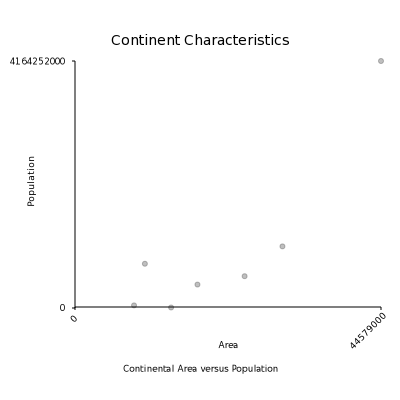 Continent Characteristics
4164252000
Population
0
0
44579000
Area
Continental Area versus Population